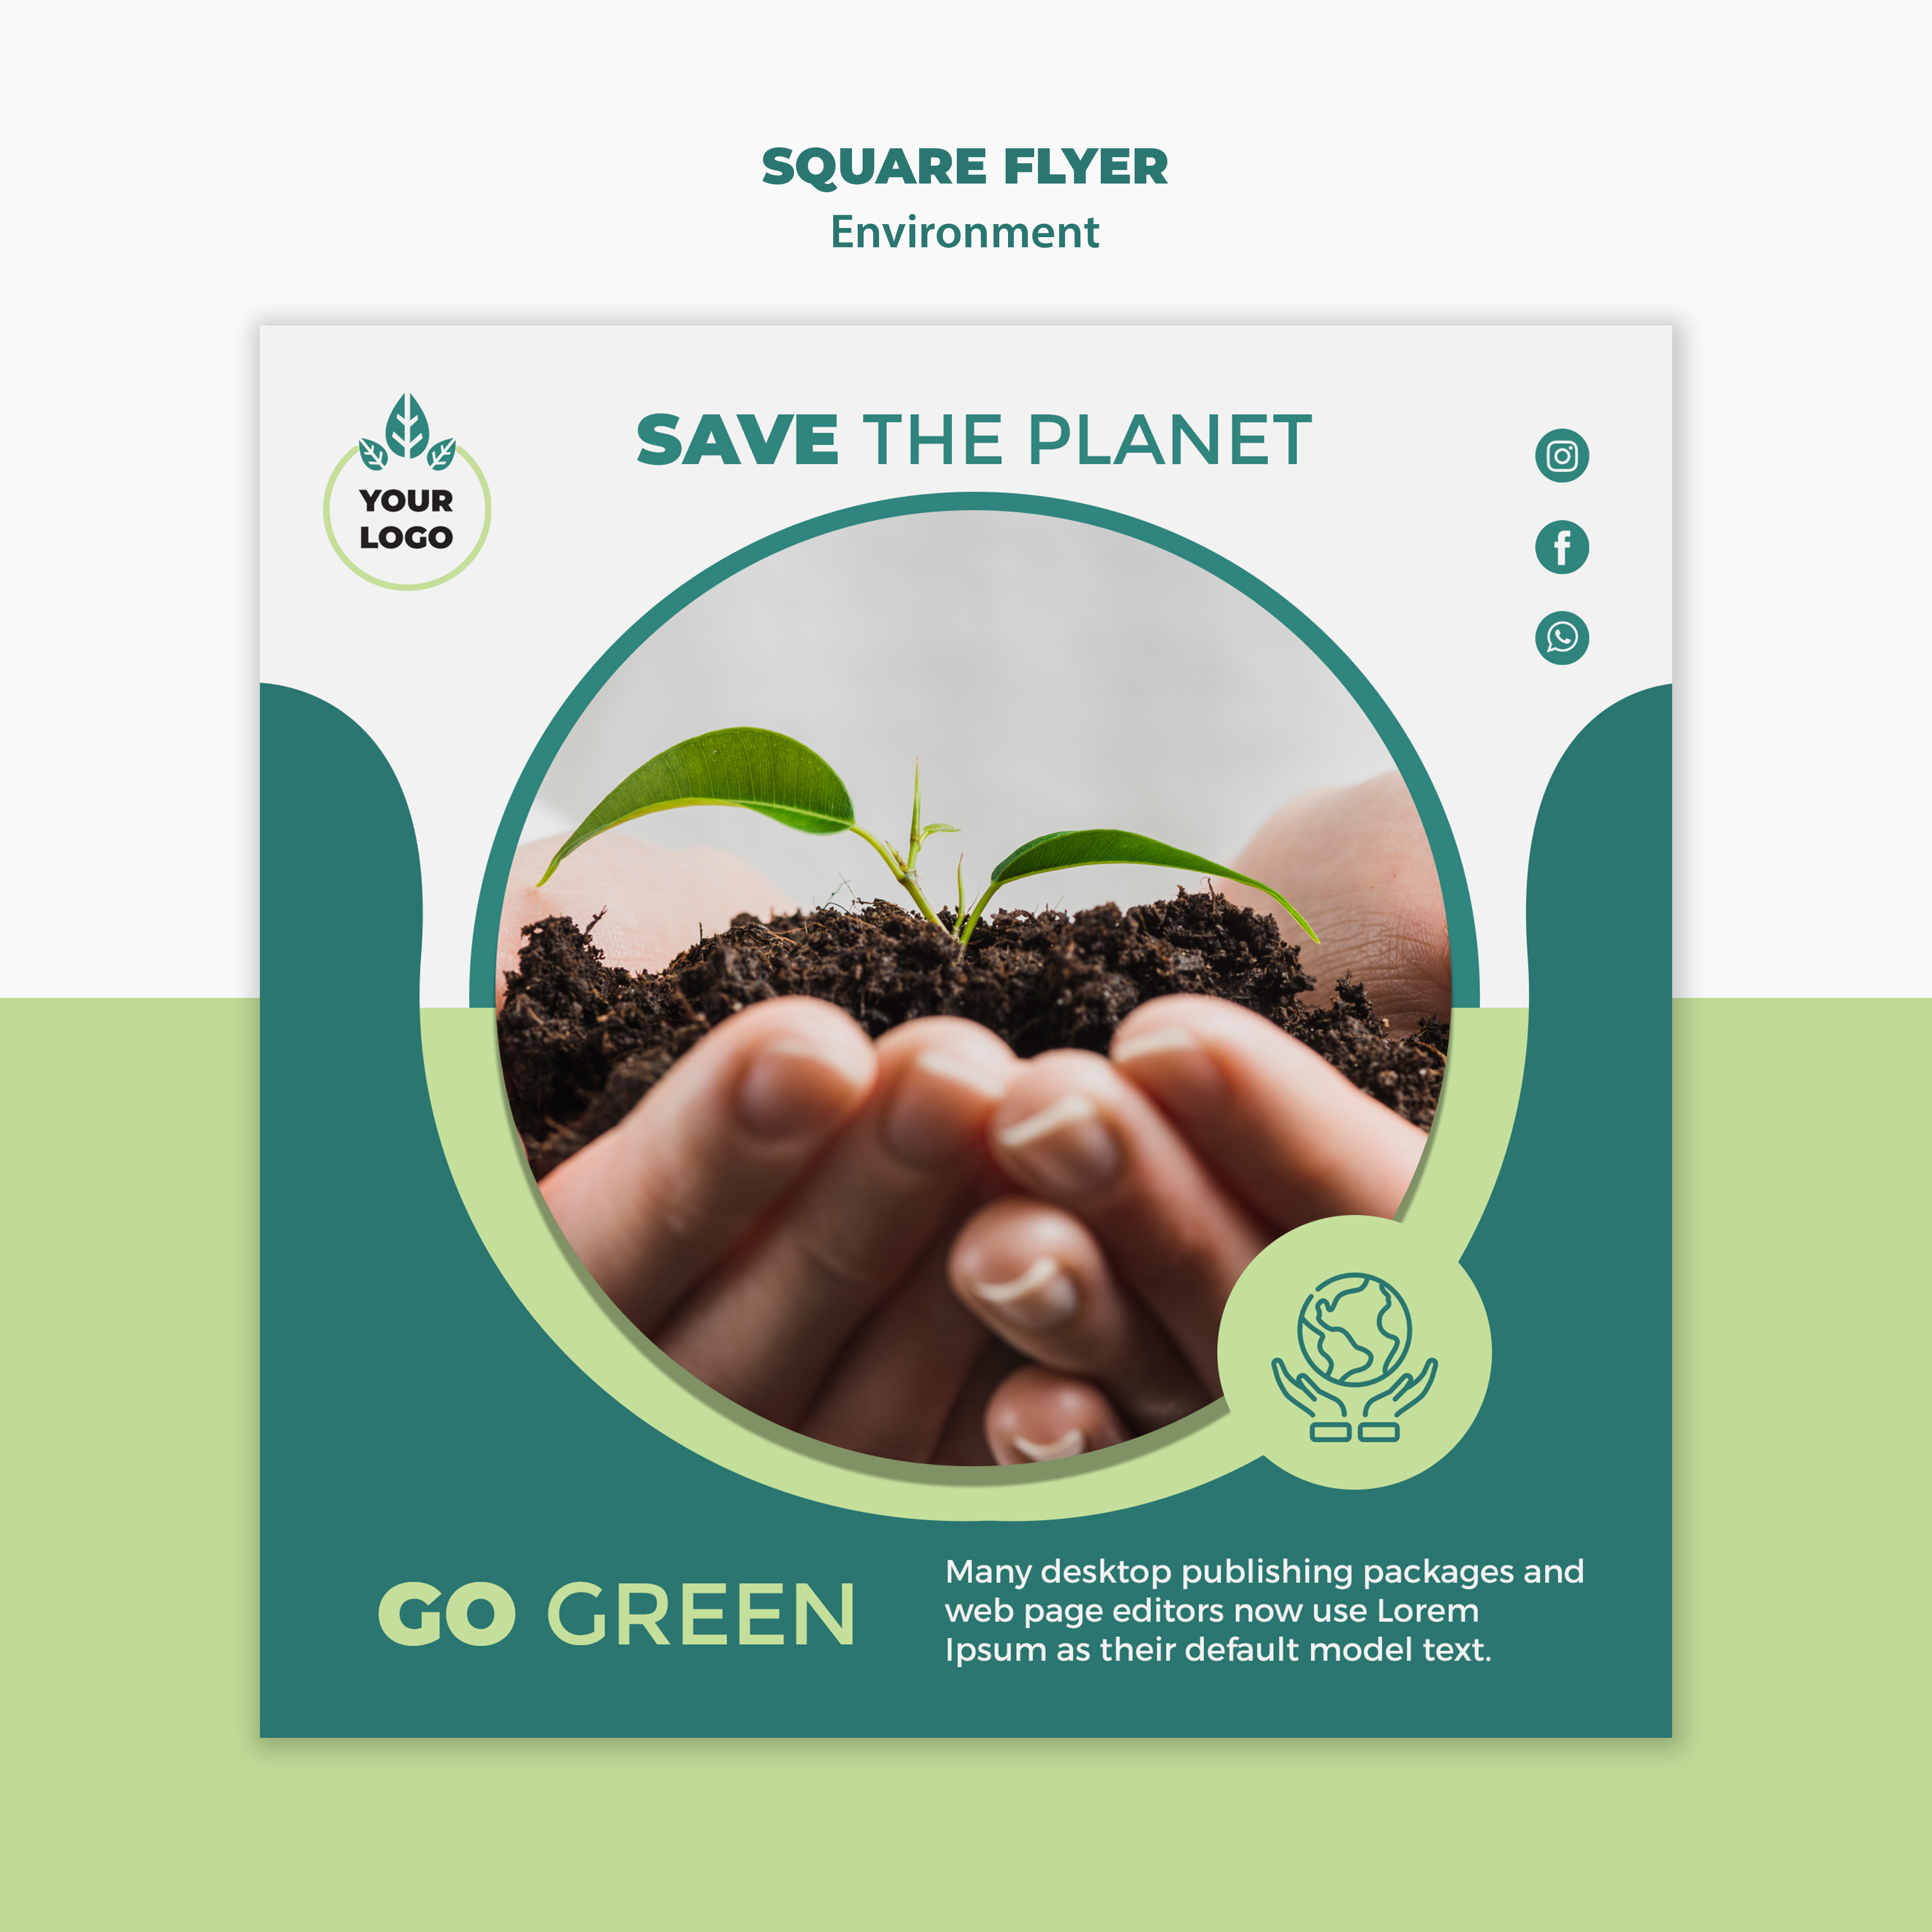 SQUARE FLYER
Environment
SAVE THE PLANET
YOUR
LOGO
GO GREEN
Many desktop publishing packages and
web page editors now use Lorem
Ipsum as their default model text.